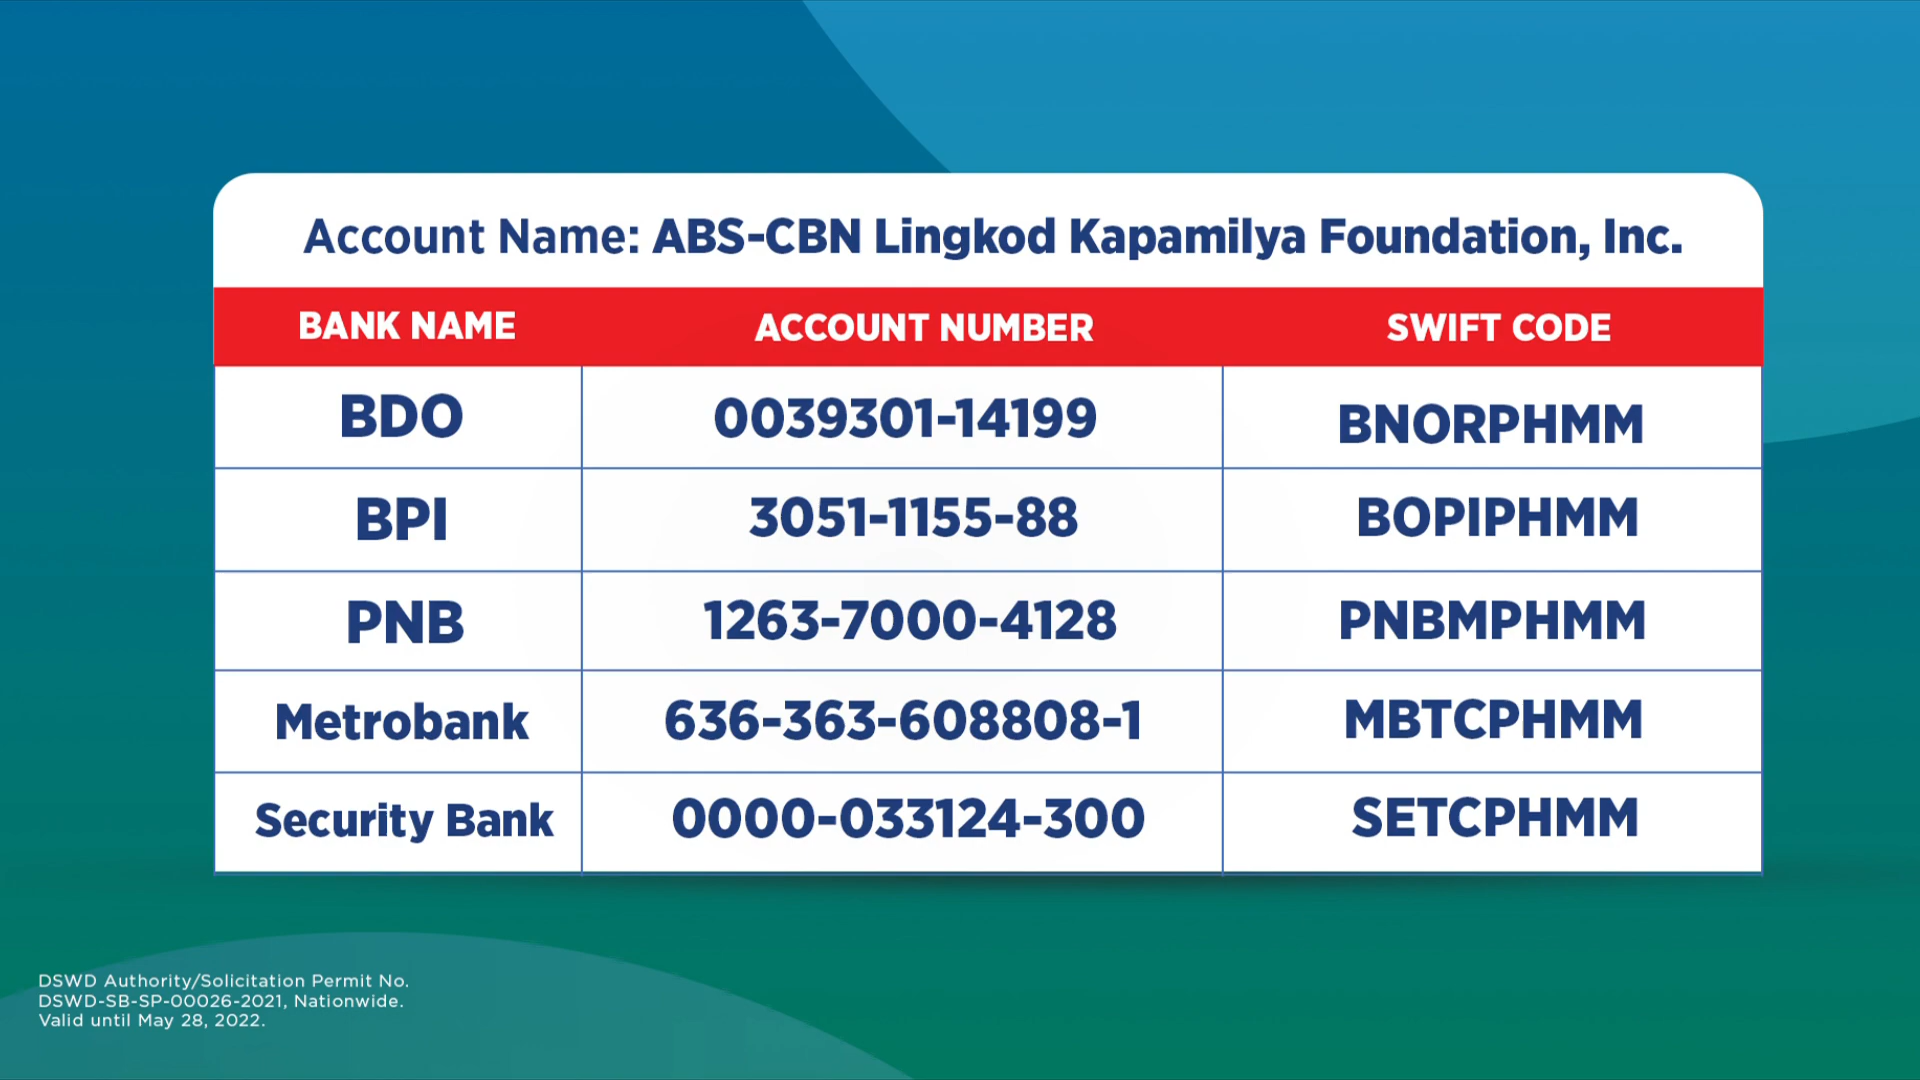 Account Name: ABS-CBN Lingkod Kapamilya Foundation, Inc.
BANK NAME ACCOUNT NUMBER SWIFT CODE
BDO 0039301-14199 BNORPHMM
BPI 3051-1155-88 BOPIPHMM
PNB 1263-7000-4128 PNBMPHMM
Metrobank 636-363-608808-1 MBTCPHMM
Security Bank 0000-033124-300 SETCPHMM
DSWD Authority/Solicitation Permit No.
DSWD-SB-SP-00026-2021, Nationwide.
Valid until May 28, 2022.